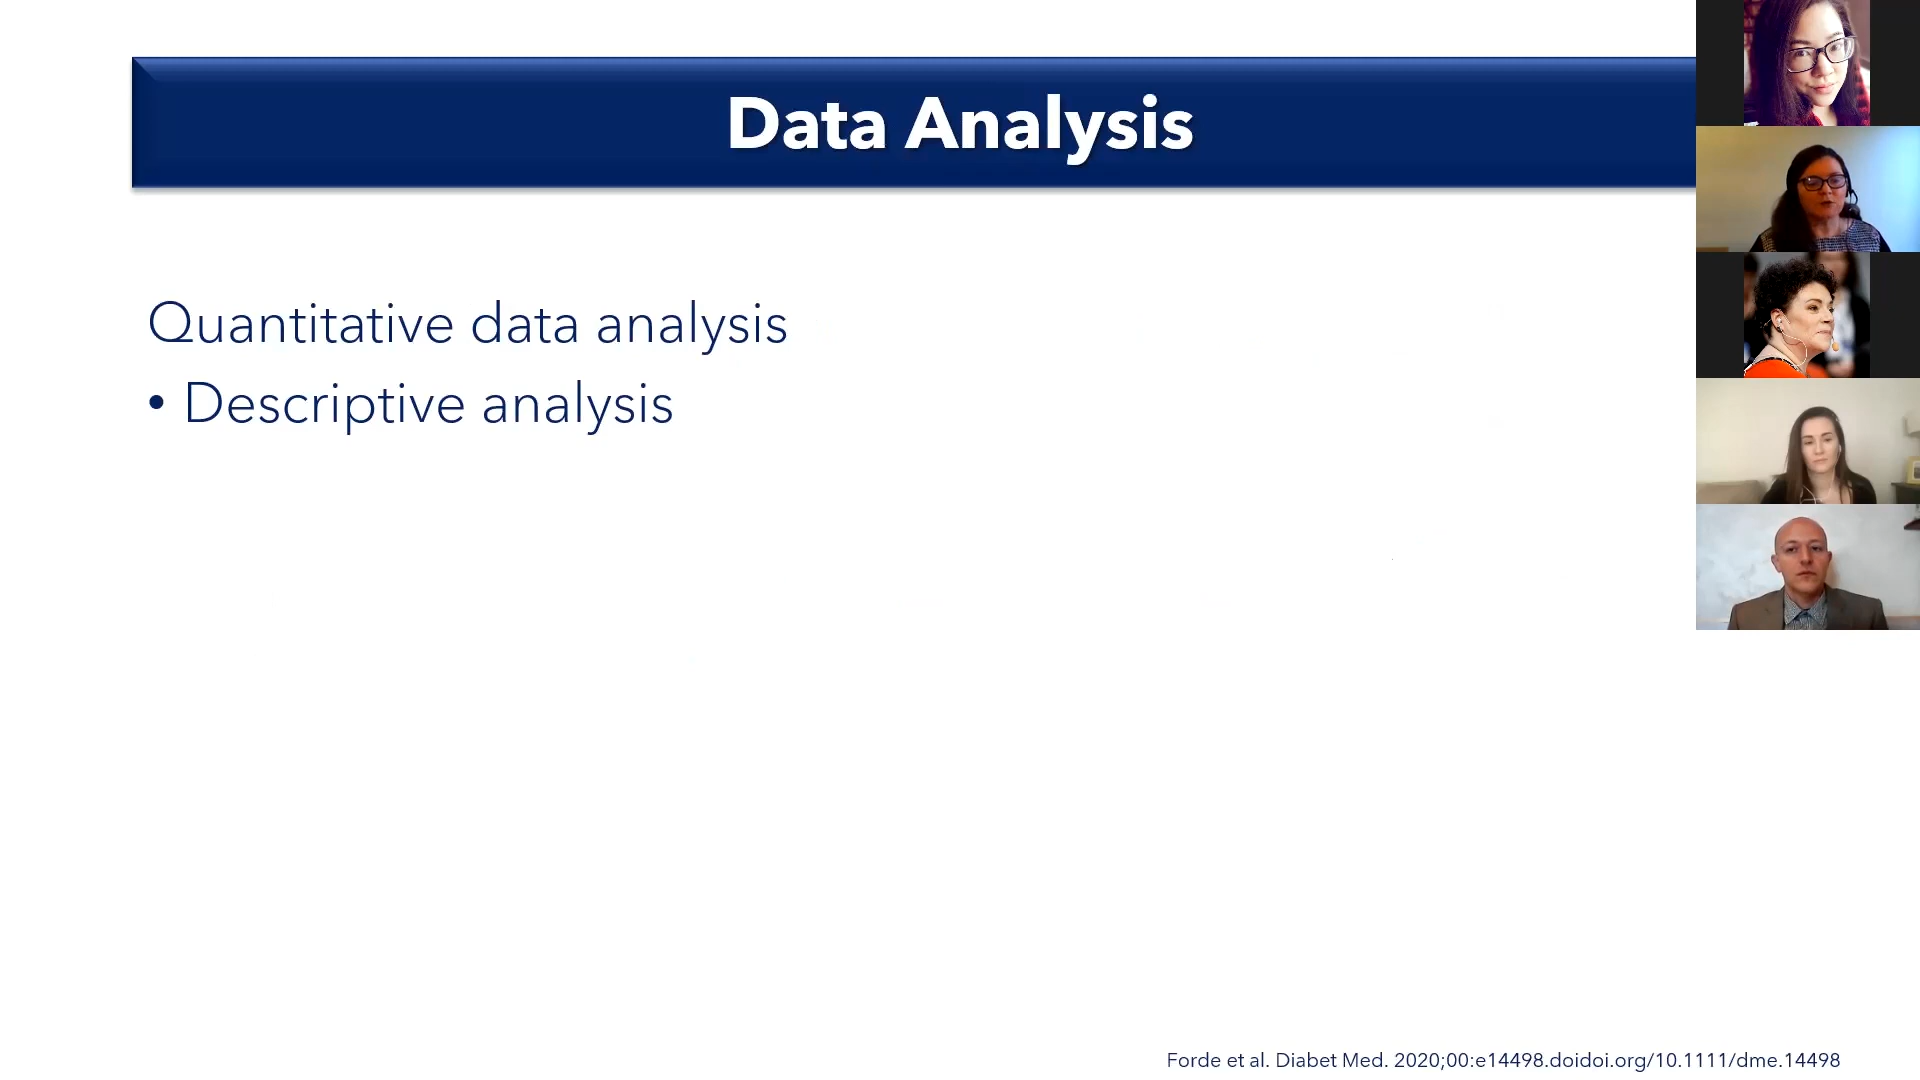 Data Analysis
Quantitative data analysis
• Descriptive analysis
Forde et al. Diabet Med. 2020;00:e14498.doidoi.org/10.1111/dme.14498